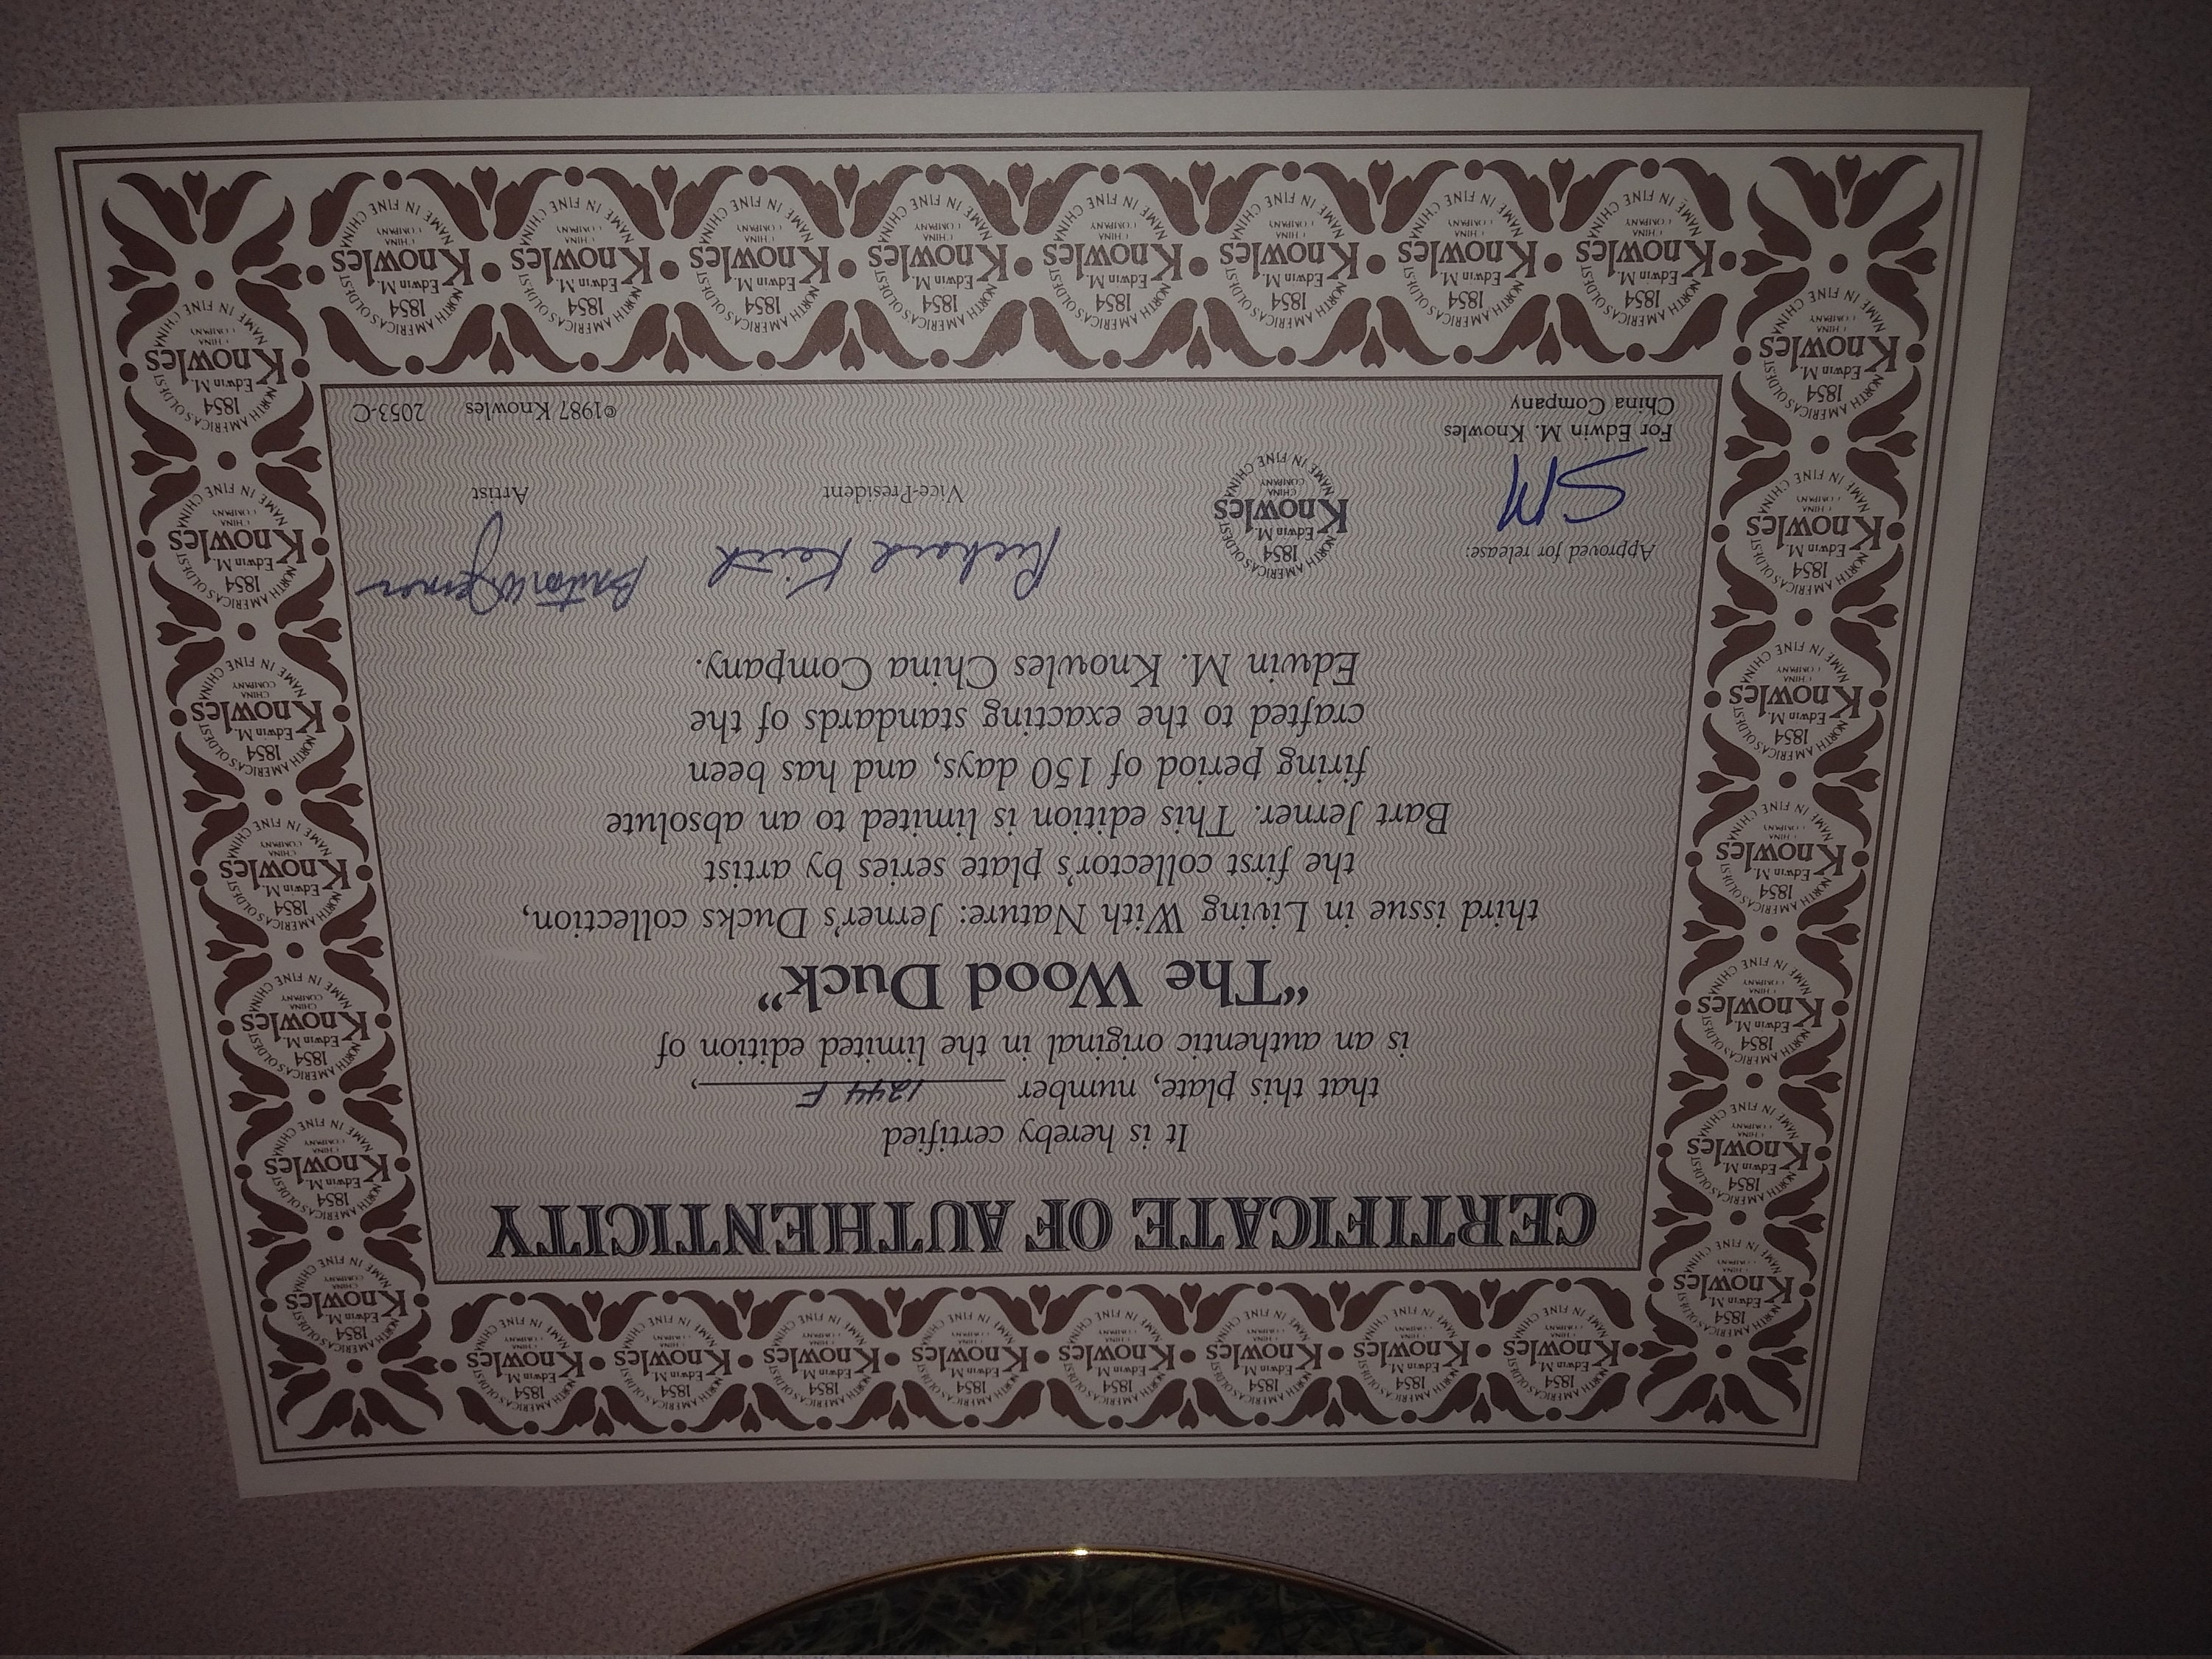 CERTIFICATE OF AUTHENTICITY
It is hereby certified
that this plate, number 1244 F,
is an authentic original in the limited edition of
“The Wood Duck”
third issue in Living With Nature: Jerner's Ducks collection,
the first collector's plate series by artist
Bart Jerner. This edition is limited to an absolute
firing period of 150 days, and has been
crafted to the exacting standards of the
Edwin M. Knowles China Company.
Approved for release:
SM
For Edwin M. Knowles
China Company
NORTH AMERICA'S OLDEST
1854
Edwin M.
Knowles
CHINA
COMPANY
NAME IN FINE CHINA
Richard Keith
Vice-President
Jerner
Artist
©1987 Knowles 2053-C